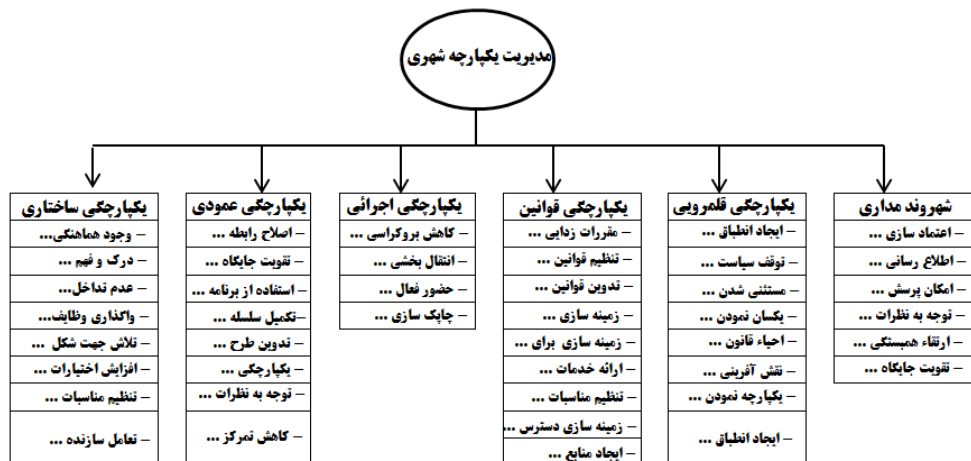 مدیریت یکپارچه شهری
شهروند مداری
– اعتماد سازی ...
– اطلاع رسانی ...
– امکان پرسش ...
– توجه به نظرات ...
– ارتقاء همبستگی ...
– تقویت جایگاه ...
یکپارچگی قلمرویی
– ایجاد انطباق ...
– توقف سیاست ...
– مستثنی شدن ...
– یکسان نمودن ...
– احیاء قانون ...
– نقش آفرینی ...
– یکپارچه نمودن ...
– ایجاد انطباق ...
یکپارچگی قوانین
– مقررات زدایی ...
– تنظیم قوانین ...
– تدوین قوانین ...
– زمینه سازی ...
– زمینه سازی برای ...
– ارائه خدمات ...
– تنظیم مناسبات ...
– زمینه سازی دسترس ...
– ایجاد منابع ...
یکپارچگی اجرائی
– کاهش بروکراسی ...
– انتقال بخشی ...
– حضور فعال ...
– چابک سازی ...
یکپارچگی عمودی
– اصلاح رابطه ...
– تقویت جایگاه ...
– استفاده از برنامه ...
–تکمیل سلسله ...
– تدوین طرح ...
– یکپارچگی ...
– توجه به نظرات ...
– کاهش تمرکز ...
یکپارچگی ساختاری
– وجود هماهنگی...
– درک و فهم ...
– عدم تداخل...
– واگذاری وظایف...
– تلاش جهت شکل ...
– افزایش اختیارات ...
– تنظیم مناسبات ...
– تعامل سازنده ...